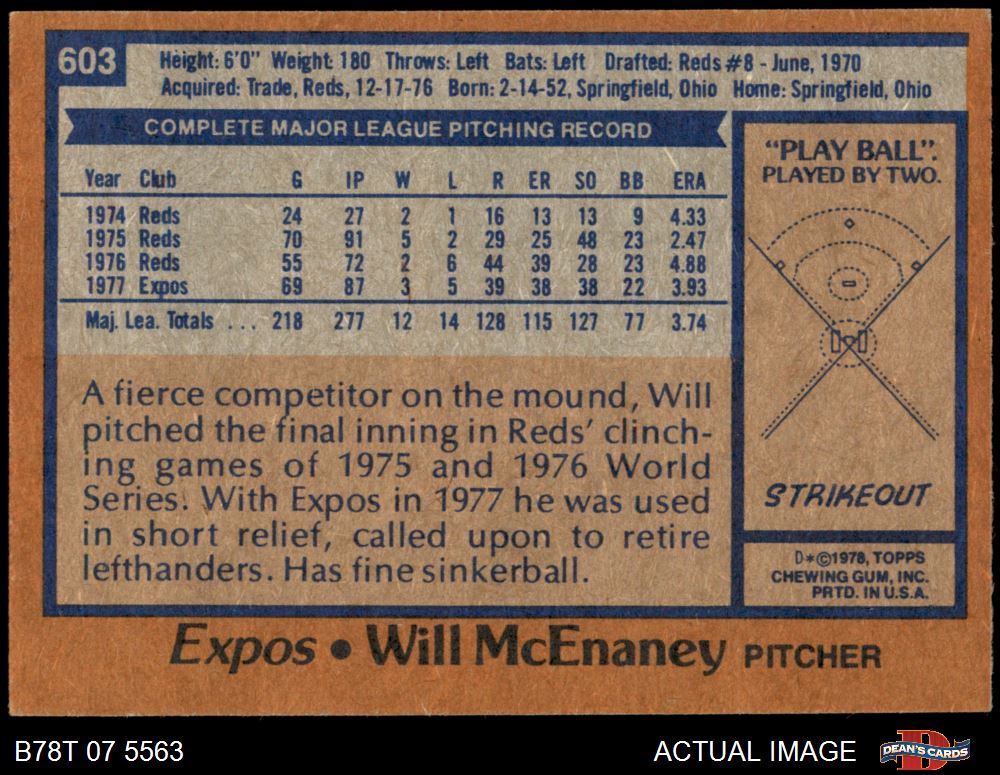 603
Height: 6'0" Weight: 180 Throws: Left Bats: Left Drafted: Reds #8 - June, 1970
Acquired: Trade, Reds, 12-17-76 Born: 2-14-52, Springfield, Ohio Home: Springfield, Ohio
COMPLETE MAJOR LEAGUE PITCHING RECORD
Year Club G IP W L R ER SO BB ERA
1974 Reds 24 27 2 1 16 13 13 9 4.33
1975 Reds 70 91 5 2 29 25 48 23 2.47
1976 Reds 55 72 2 6 44 39 28 23 4.88
1977 Expos 69 87 3 5 39 38 38 22 3.93
Maj. Lea. Totals ... 218 277 12 14 128 115 127 77 3.74
A fierce competitor on the mound, Will
pitched the final inning in Reds' clinch-
ing games of 1975 and 1976 World
Series. With Expos in 1977 he was used
in short relief, called upon to retire
lefthanders. Has fine sinkerball.
"PLAY BALL".
PLAYED BY TWO.
STRIKEOUT
D*©1978, TOPPS
CHEWING GUM, INC.
PRTD. IN U.S.A.
Expos • Will McEnaney PITCHER
B78T 07 5563
ACTUAL IMAGE
DEAN'S CARDS